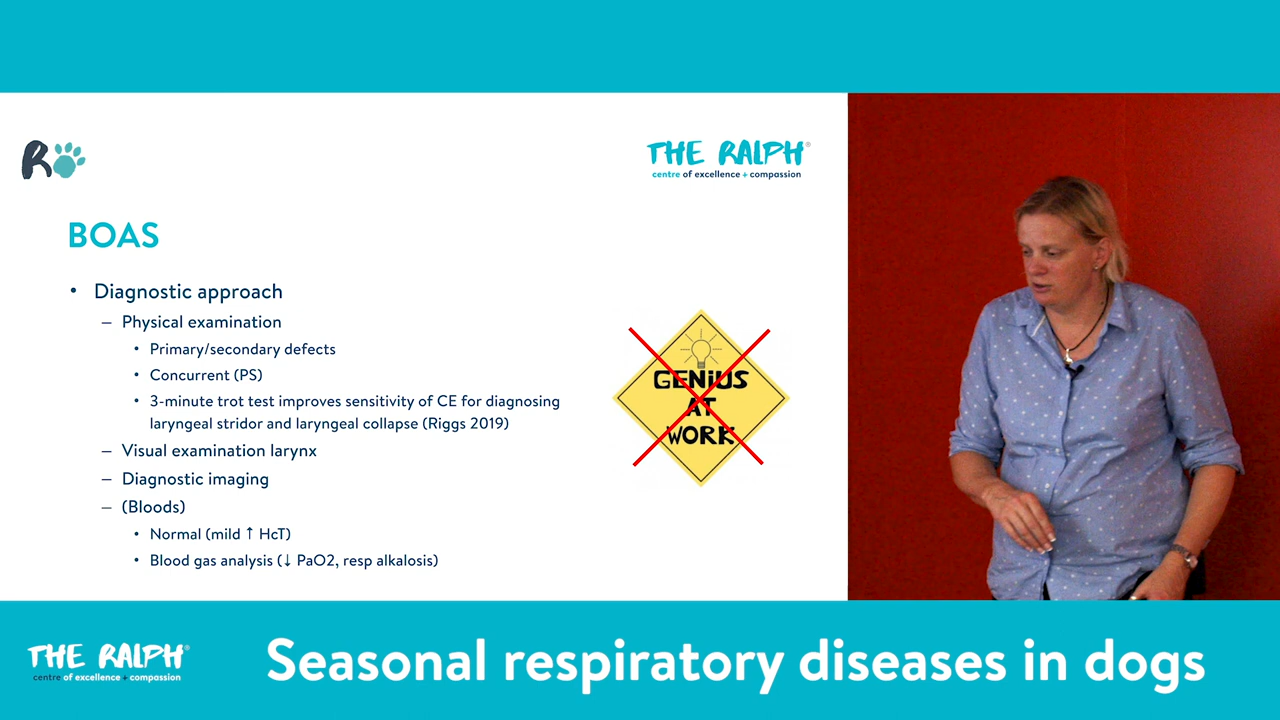 R
THE RALPH®
centre of excellence + compassion
BOAS
• Diagnostic approach
– Physical examination
• Primary/secondary defects
• Concurrent (PS)
• 3-minute trot test improves sensitivity of CE for diagnosing
laryngeal stridor and laryngeal collapse (Riggs 2019)
– Visual examination larynx
– Diagnostic imaging
– (Bloods)
• Normal (mild ↑ HcT)
• Blood gas analysis (↓ PaO2, resp alkalosis)
GENIUS
AT
WORK
THE RALPH®
centre of excellence + compassion
Seasonal respiratory diseases in dogs